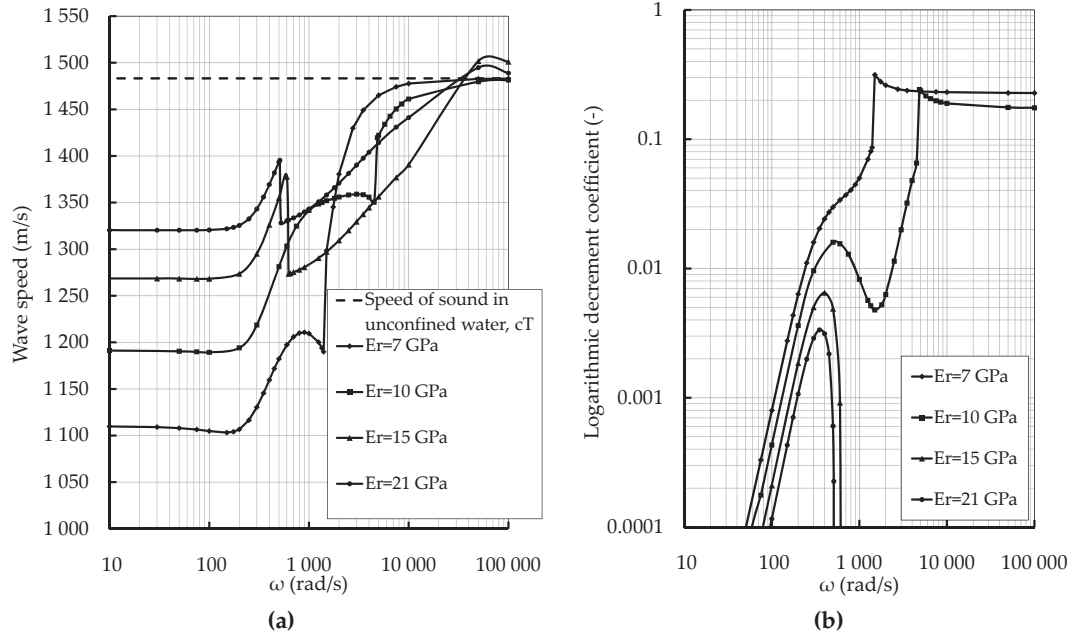 1 550
1 500
1 450
1 400
1 350
1 300
1 250
1 200
1 150
1 100
1 050
1 000
Wave speed (m/s)
10 100 1 000 10 000 100 000
ω (rad/s)
Speed of sound in
unconfined water, cT
Er=7 GPa
Er=10 GPa
Er=15 GPa
Er=21 GPa
(a)
1
0.1
0.01
0.001
0.0001
Logarithmic decrement coefficient (-)
10 100 1 000 10 000 100 000
ω (rad/s)
Er=7 GPa
Er=10 GPa
Er=15 GPa
Er=21 GPa
(b)